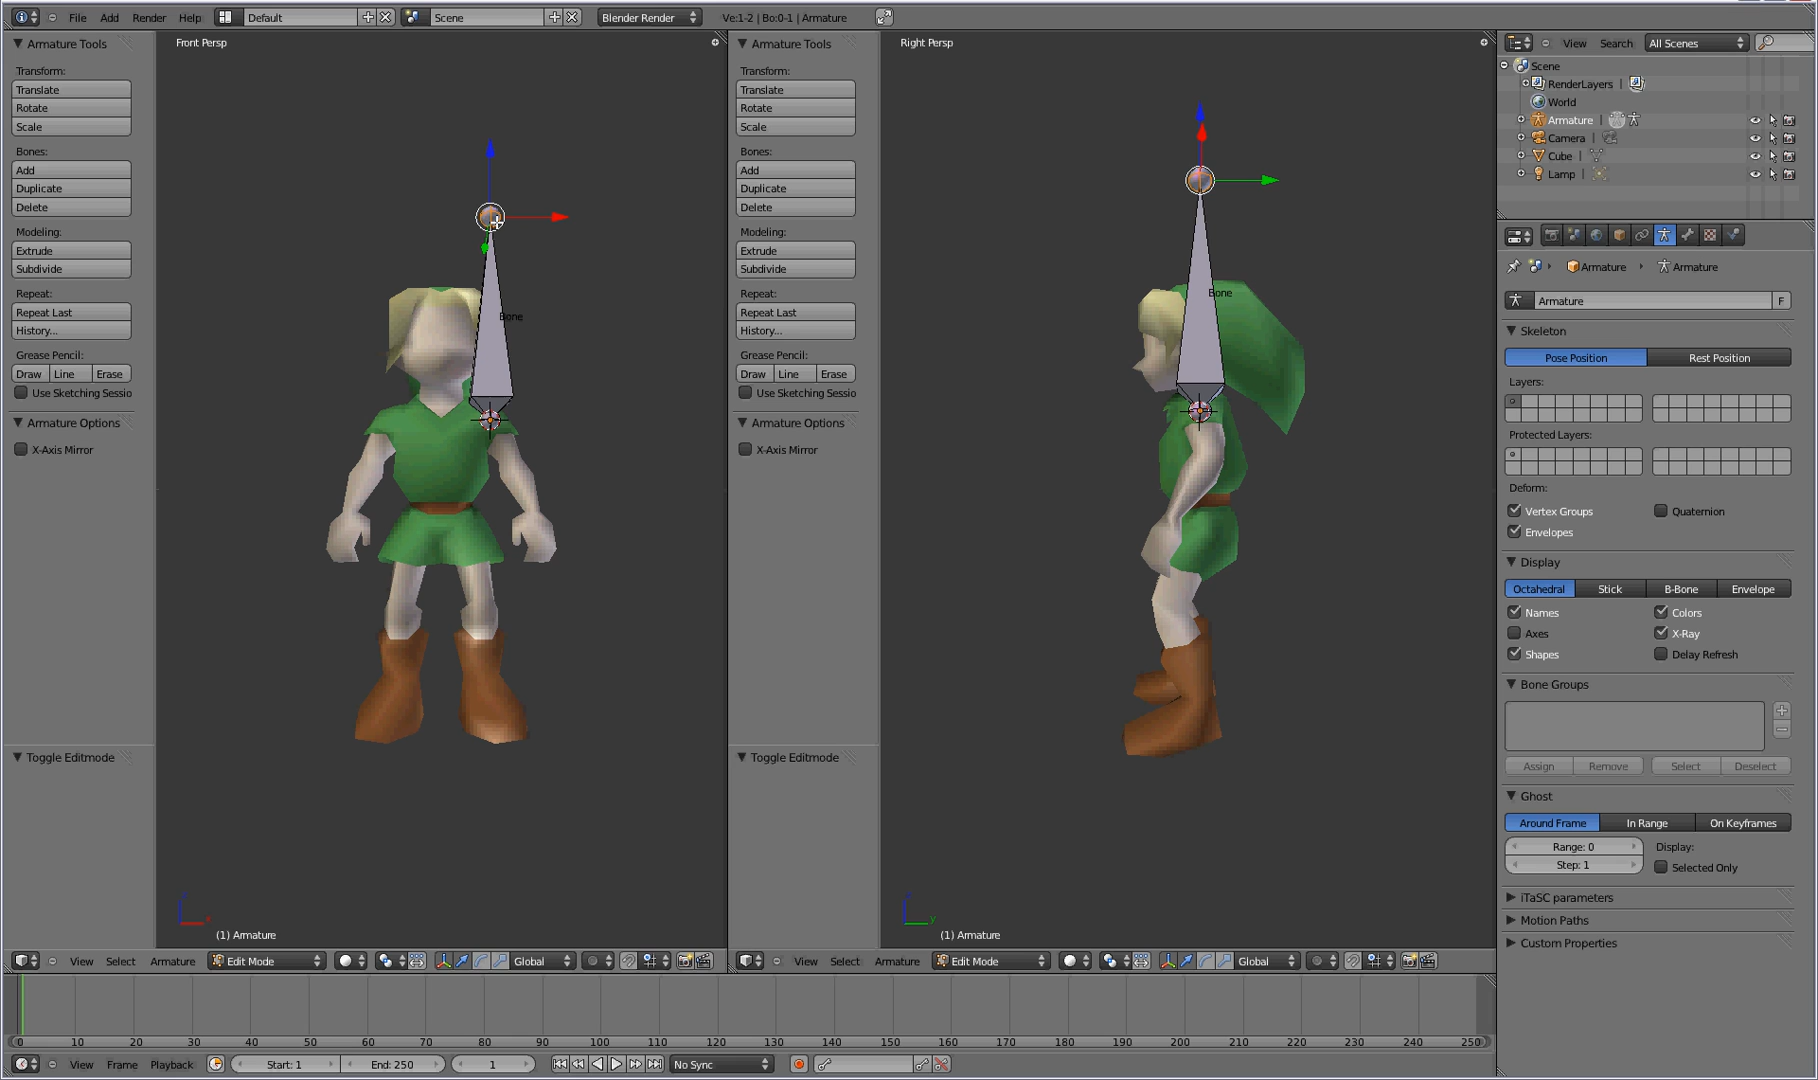 File Add Render Help Default Scene Blender Render Ve:1-2 | Bo:0-1 | Armature
Armature Tools
Transform:
Translate
Rotate
Scale
Bones:
Add
Duplicate
Delete
Modeling:
Extrude
Subdivide
Repeat:
Repeat Last
History...
Grease Pencil:
Draw Line Erase
Use Sketching Sessio
Armature Options
X-Axis Mirror
Toggle Editmode
Front Persp
Bone
(1) Armature
View Select Armature Edit Mode Global
Armature Tools
Transform:
Translate
Rotate
Scale
Bones:
Add
Duplicate
Delete
Modeling:
Extrude
Subdivide
Repeat:
Repeat Last
History...
Grease Pencil:
Draw Line Erase
Use Sketching Sessio
Armature Options
X-Axis Mirror
Toggle Editmode
Right Persp
Bone
y
(1) Armature
View Select Armature Edit Mode Global
View Search All Scenes
Scene
RenderLayers |
World
Armature |
Camera |
Cube |
Lamp |
Armature Armature
Armature F
Skeleton
Pose Position Rest Position
Layers:
Protected Layers:
Deform:
Vertex Groups Quaternion
Envelopes
Display
Octahedral Stick B-Bone Envelope
Names Colors
Axes X-Ray
Shapes Delay Refresh
Bone Groups
Assign Remove Select Deselect
Ghost
Around Frame In Range On Keyframes
Range: 0 Display:
Step: 1 Selected Only
iTaSC parameters
Motion Paths
Custom Properties
0 10 20 30 40 50 60 70 80 90 100 110 120 130 140 150 160 170 180 190 200 210 220 230 240 250
View Frame Playback Start: 1 End: 250 1 No Sync